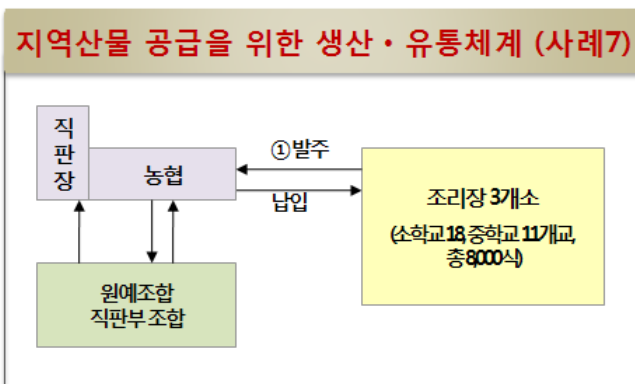 지역산물 공급을 위한 생산・유통체계 (사례7)
직
판
장
농협
①발주
납입
조리장 3개소
(소학교18,중학교 11개교,
총8,000식)
원예조합
직판부 조합